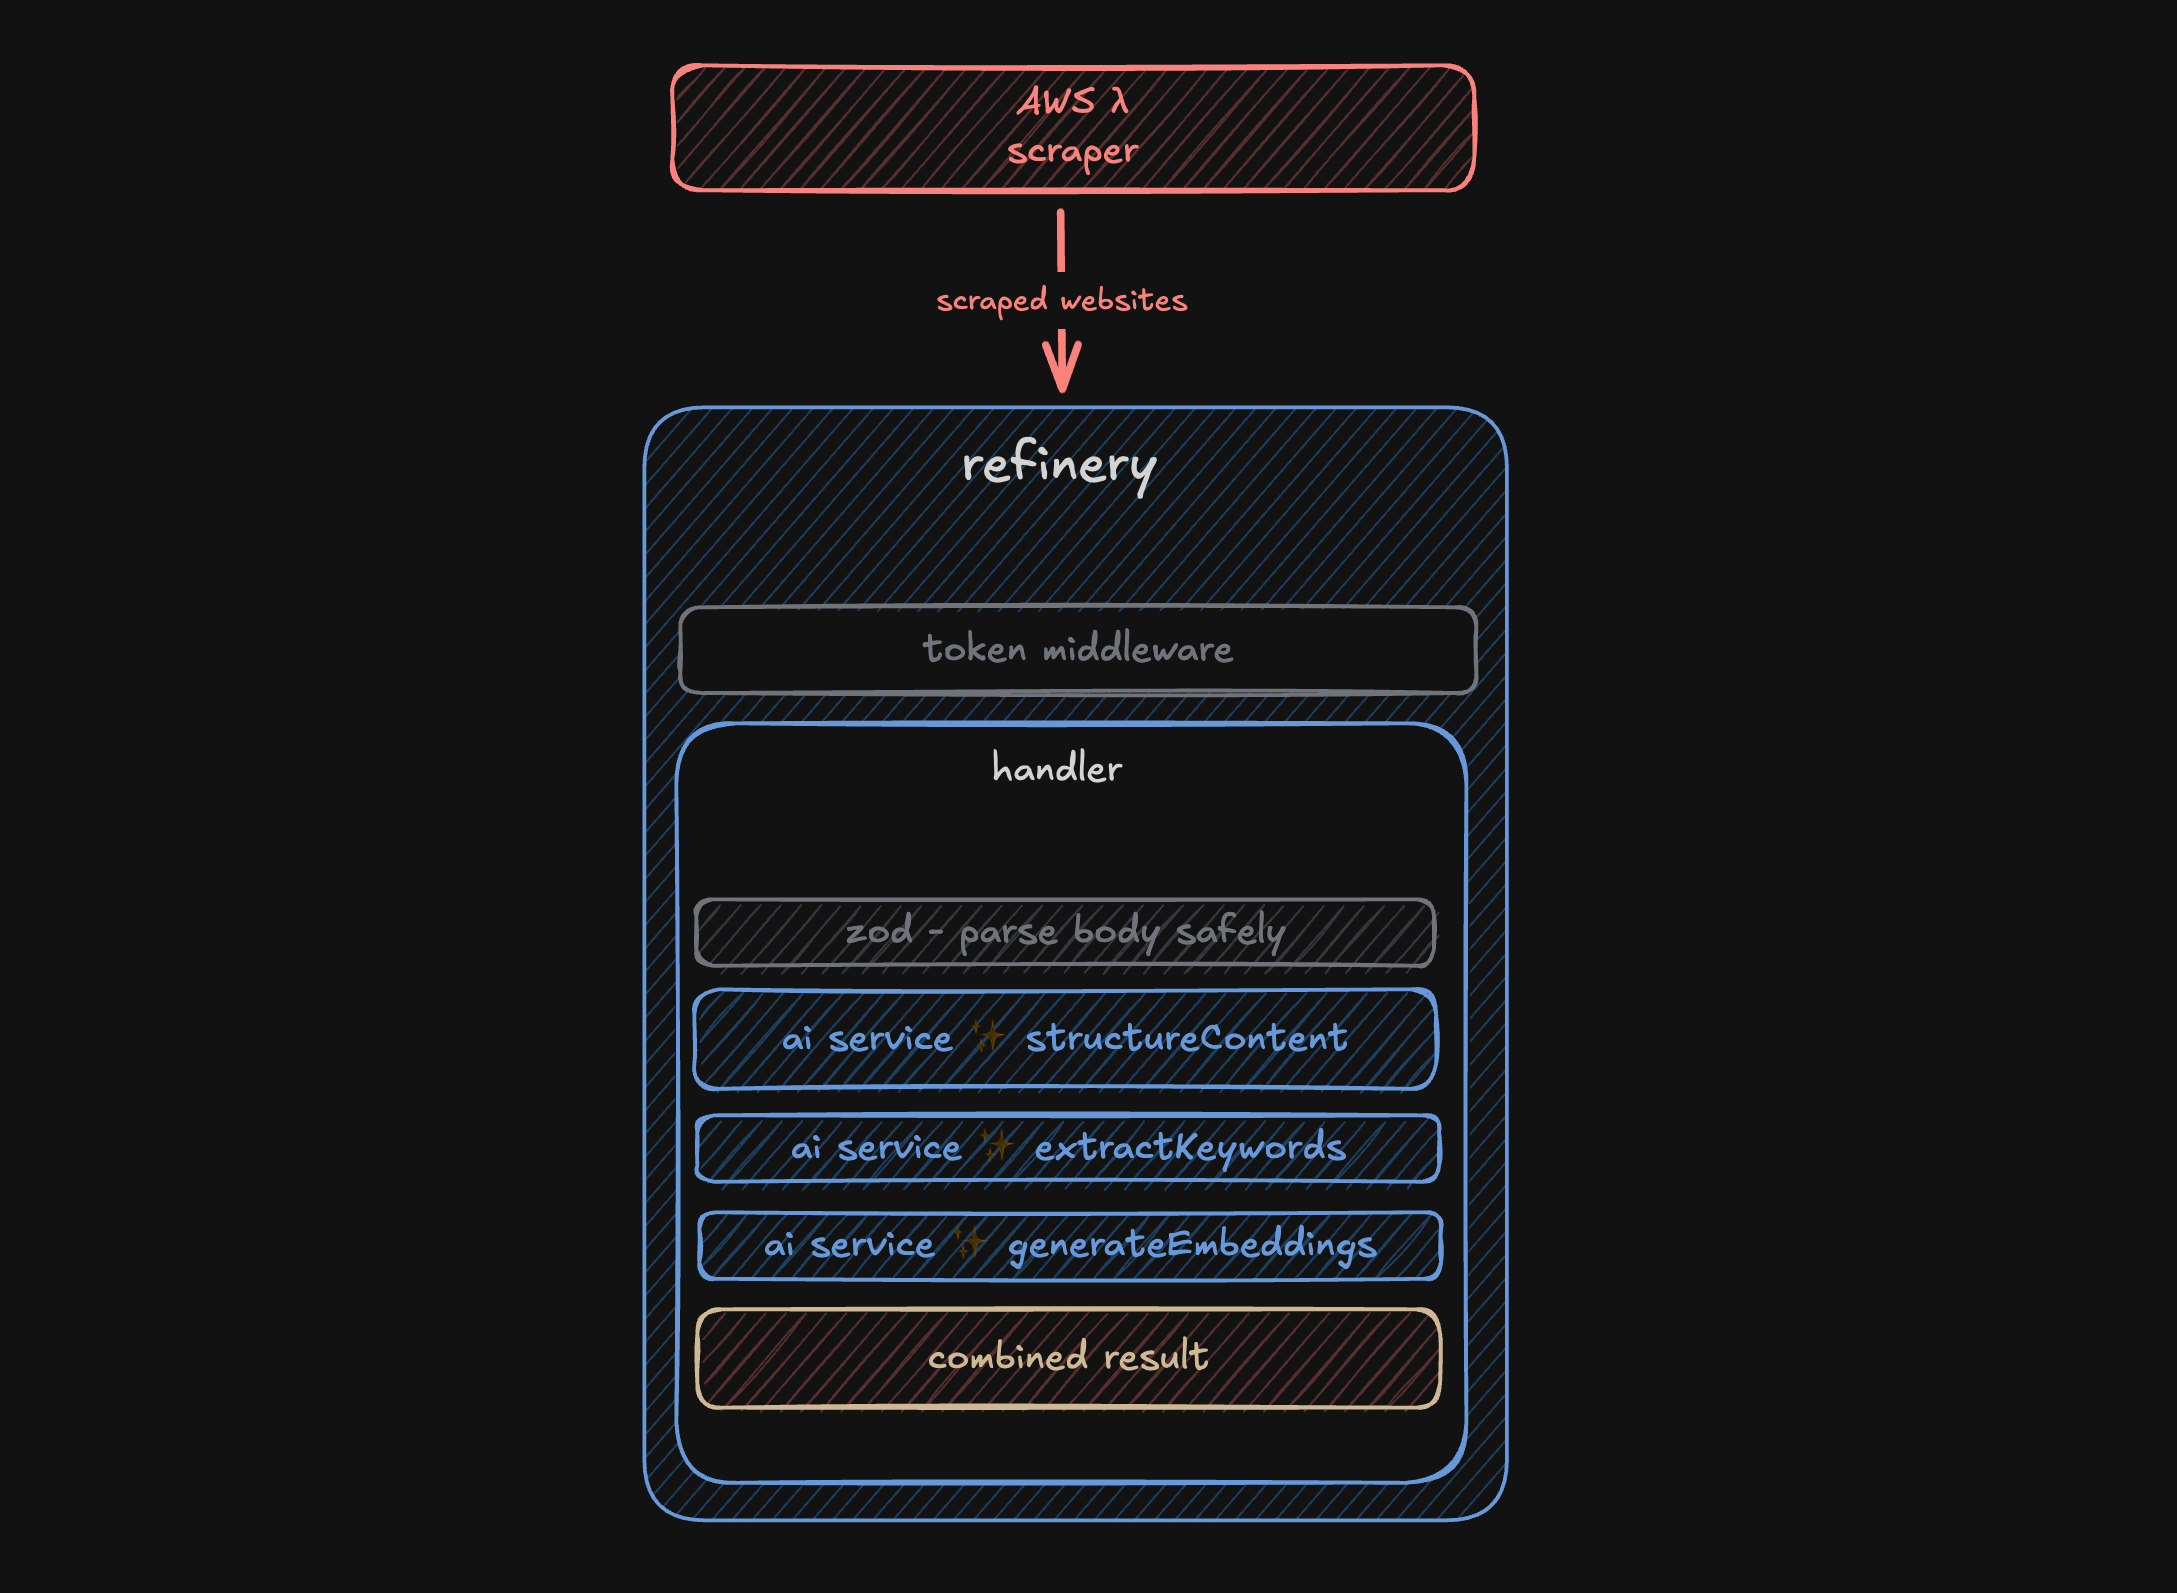 AWS λ
scraper
scraped websites
refinery
token middleware
handler
zod - parse body safely
ai service ✨ structureContent
ai service ✨ extractKeywords
ai service ✨ generateEmbeddings
combined result